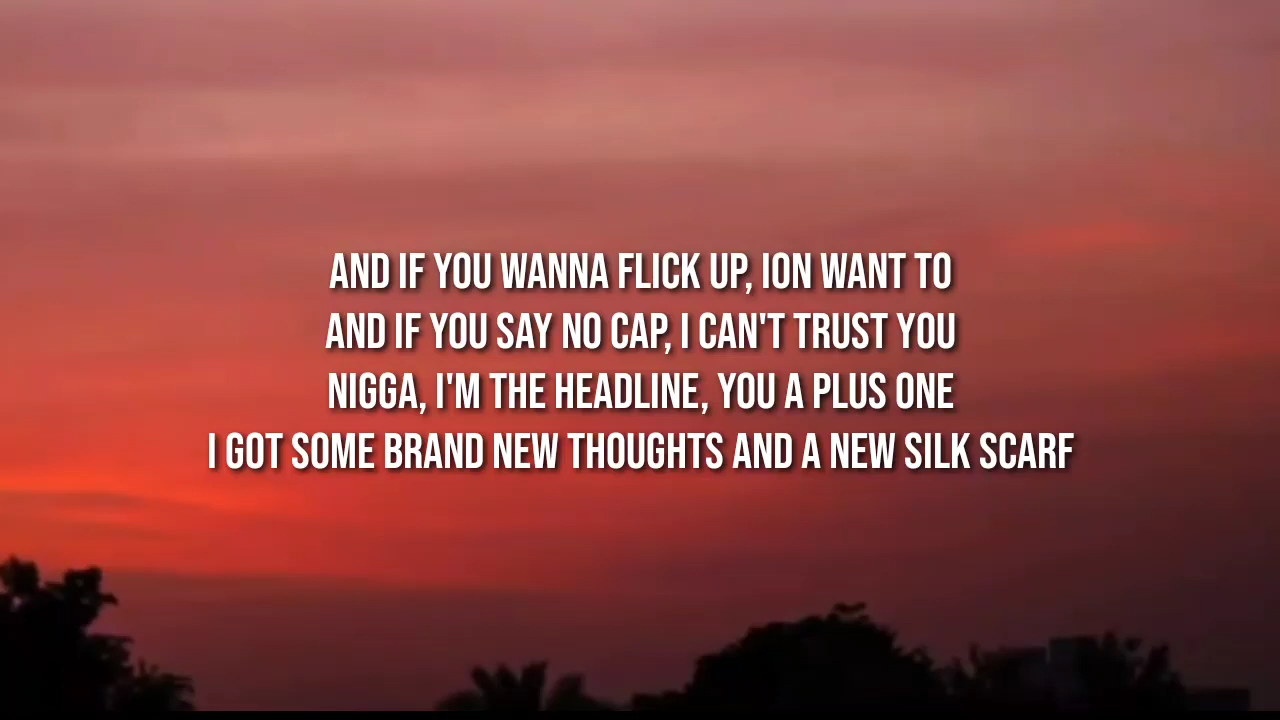 AND IF YOU WANNA FLICK UP, ION WANT TO
AND IF YOU SAY NO CAP, I CAN'T TRUST YOU
NIGGA, I'M THE HEADLINE, YOU A PLUS ONE
I GOT SOME BRAND NEW THOUGHTS AND A NEW SILK SCARF